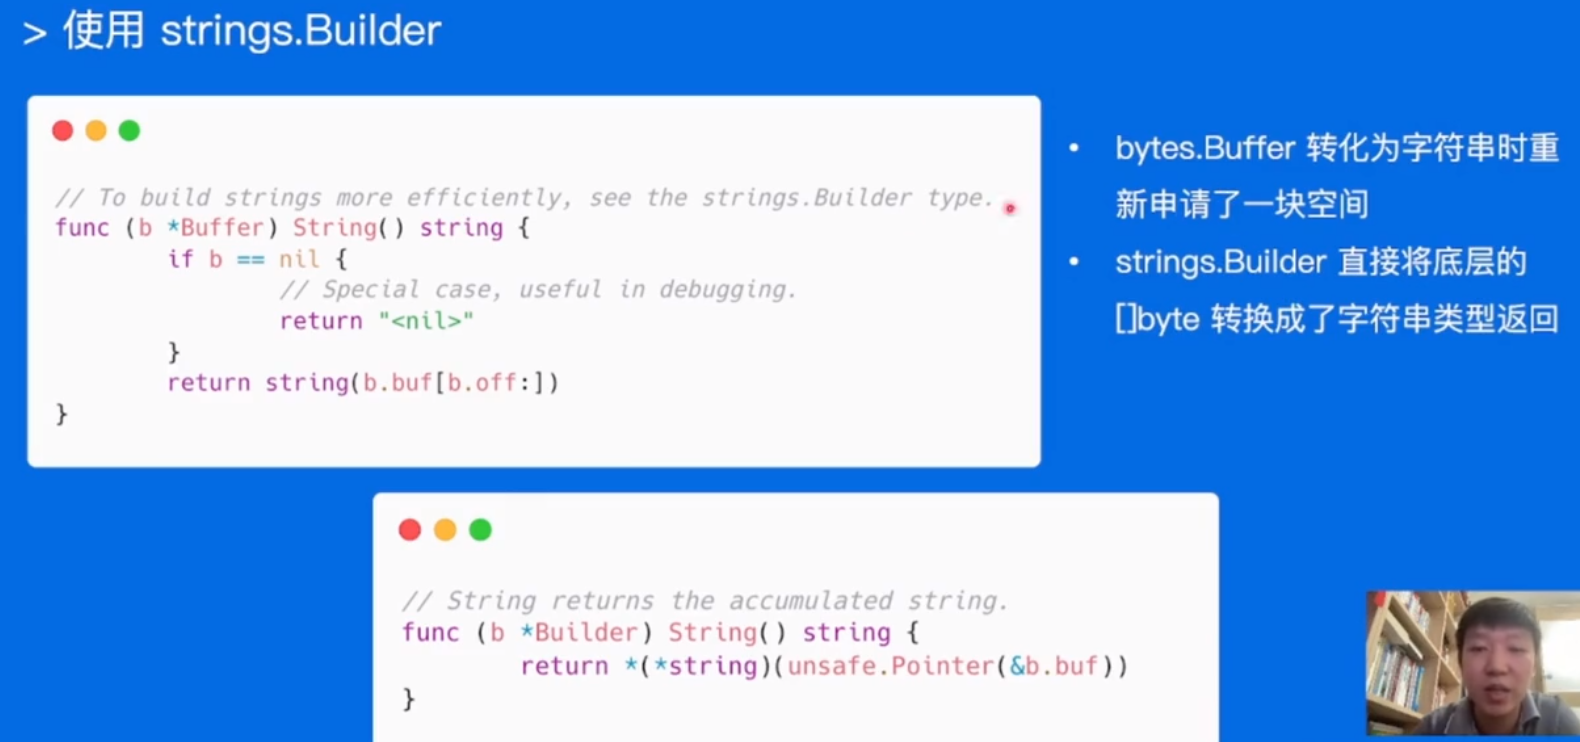 > 使用 strings.Builder
// To build strings more efficiently, see the strings.Builder type.
func (b *Buffer) String() string {
if b == nil {
// Special case, useful in debugging.
return "<nil>"
}
return string(b.buf[b.off:])
}
• bytes.Buffer 转化为字符串时重
新申请了一块空间
• strings.Builder 直接将底层的
[]byte 转换成了字符串类型返回
// String returns the accumulated string.
func (b *Builder) String() string {
return *(*string)(unsafe.Pointer(&b.buf))
}